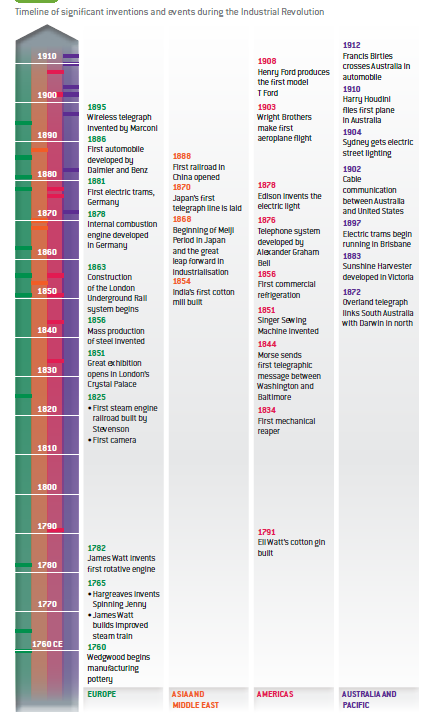 Timeline of significant inventions and events during the Industrial Revolution
1910
1900
1890
1880
1870
1860
1850
1840
1830
1820
1810
1800
1790
1780
1770
1760 CE
1895
Wireless telegraph
invented by Marconi
1886
First automobile
developed by
Daimler and Benz
1881
First electric trams,
Germany
1878
Internal combustion
engine developed
in Germany
1863
Construction
of the London
Underground Rail
system begins
1856
Mass production
of steel invented
1851
Great exhibition
opens in London's
Crystal Palace
1825
• First steam engine
railroad built by
Stevenson
• First camera
1782
James Watt invents
first rotative engine
1765
• Hargreaves invents
Spinning Jenny
• James Watt
builds improved
steam train
1760
Wedgwood begins
manufacturing
pottery
EUROPE
1888
First railroad in
China opened
1870
Japan's first
telegraph line is laid
1868
Beginning of Meiji
Period in Japan
and the great
leap forward in
industrialisation
1854
India's first cotton
mill built
ASIA AND
MIDDLE EAST
1908
Henry Ford produces
the first model
T Ford
1903
Wright Brothers
make first
aeroplane flight
1878
Edison invents the
electric light
1876
Telephone system
developed by
Alexander Graham
Bell
1856
First commercial
refrigeration
1851
Singer Sewing
Machine invented
1844
Morse sends
first telegraphic
message between
Washington and
Baltimore
1834
First mechanical
reaper
1791
Eli Watt's cotton gin
built
AMERICAS
1912
Francis Birtles
crosses Australia in
automobile
1910
Harry Houdini
flies first plane
in Australia
1904
Sydney gets electric
street lighting
1902
Cable
communication
between Australia
and United States
1897
Electric trams begin
running in Brisbane
1883
Sunshine Harvester
developed in Victoria
1872
Overland telegraph
links South Australia
with Darwin in north
AUSTRALIA AND
PACIFIC